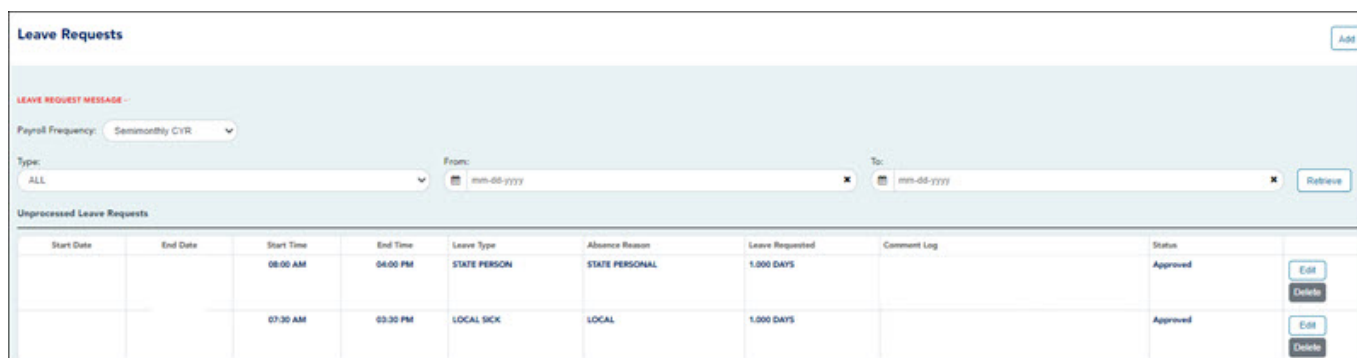 Leave Requests
Add
LEAVE REQUEST MESSAGE -
Payroll Frequency: Semimonthly CYR
Type: From: To:
ALL mm-dd-yyyy mm-dd-yyyy Retrieve
Unprocessed Leave Requests
Start Date End Date Start Time End Time Leave Type Absence Reason Leave Requested Comment Log Status
08:00 AM 04:00 PM STATE PERSON STATE PERSONAL 1.000 DAYS Approved Edit
Delete
07:30 AM 03:30 PM LOCAL SICK LOCAL 1.000 DAYS Approved Edit
Delete